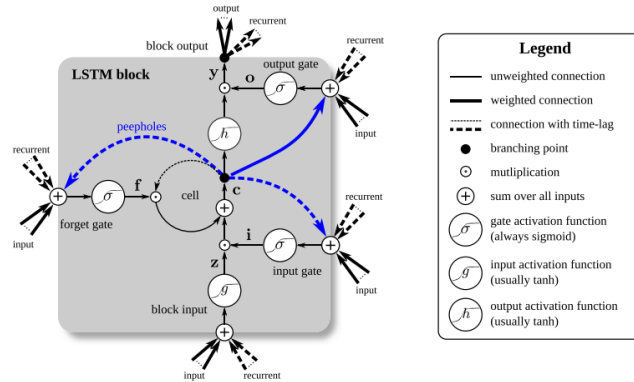 output
recurrent
block output
LSTM block
y
o
output gate
σ
+
recurrent
input
h
peepholes
recurrent
f
σ
+
forget gate
input
cell
c
+
recurrent
i
σ
+
z
input gate
input
g
block input
+
input
recurrent
Legend
unweighted connection
weighted connection
connection with time-lag
branching point
mutliplication
+
sum over all inputs
σ
gate activation function
(always sigmoid)
g
input activation function
(usually tanh)
h
output activation function
(usually tanh)